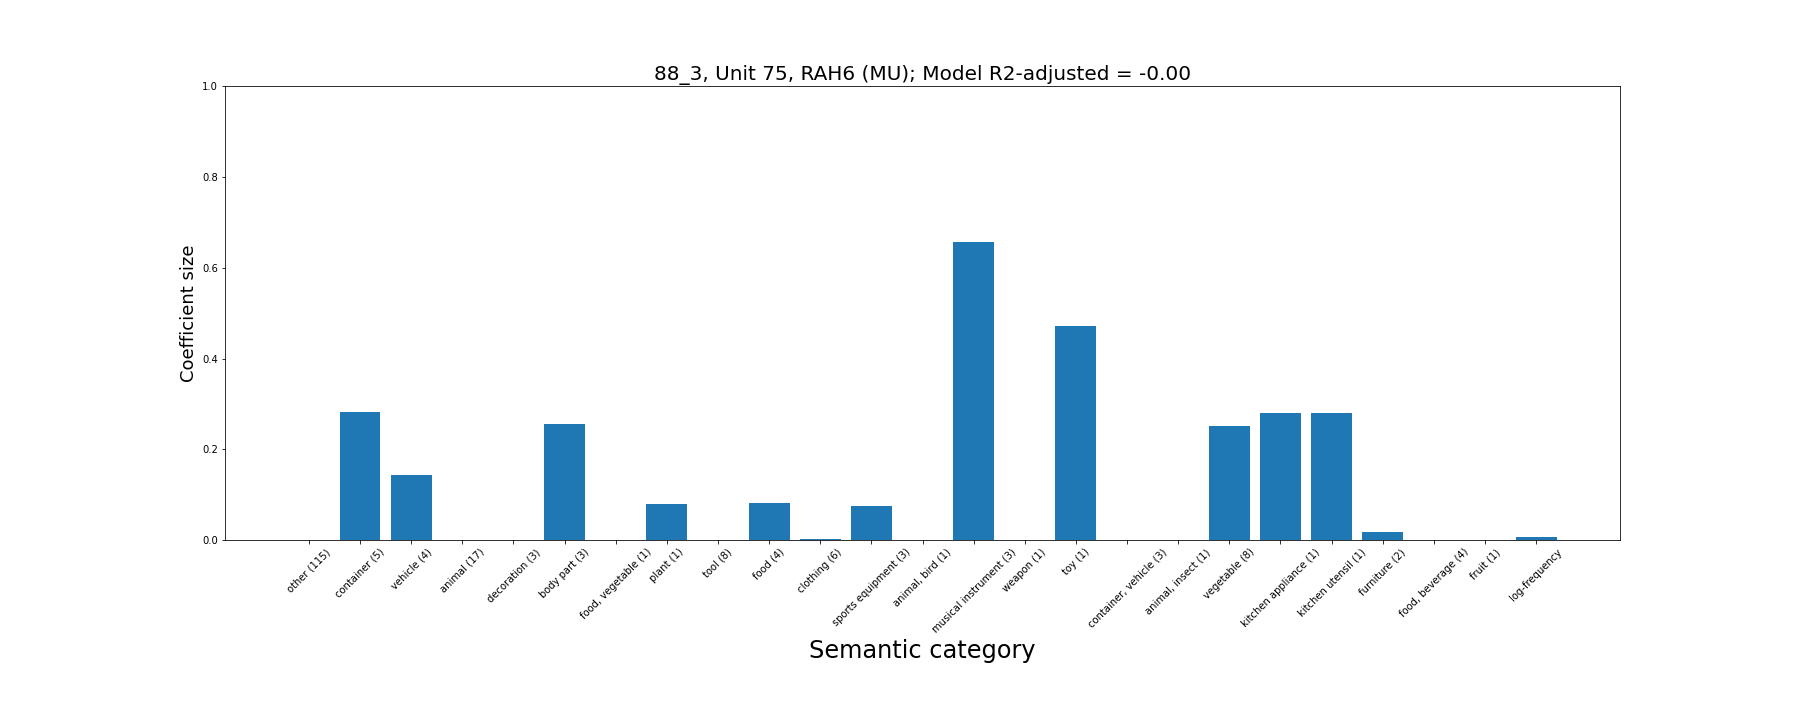 88_3, Unit 75, RAH6 (MU); Model R2-adjusted = -0.00
Coefficient size
1.0
0.8
0.6
0.4
0.2
0.0
other (115)
container (5)
vehicle (4)
animal (17)
decoration (3)
body part (3)
food, vegetable (1)
plant (1)
tool (8)
food (4)
clothing (6)
sports equipment (3)
animal, bird (1)
musical instrument (3)
weapon (1)
toy (1)
container, vehicle (3)
animal, insect (1)
vegetable (8)
kitchen appliance (1)
kitchen utensil (1)
furniture (2)
food, beverage (4)
fruit (1)
log-frequency
Semantic category